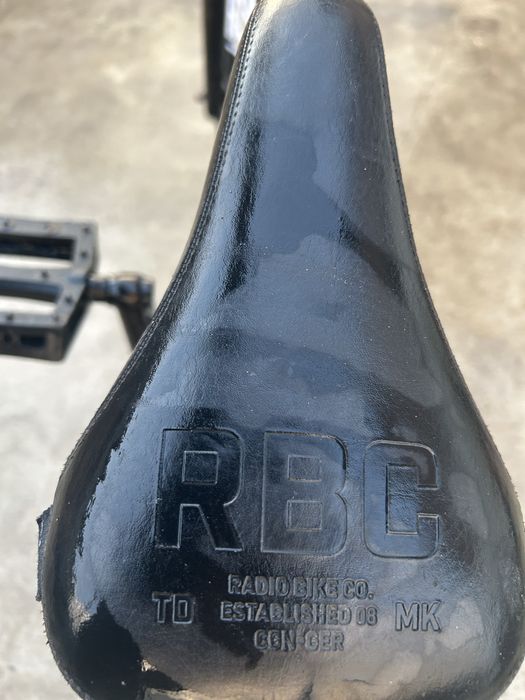 RBC
RADIO BIKE CO.
TD ESTABLISHED 08 MK
CGN GER